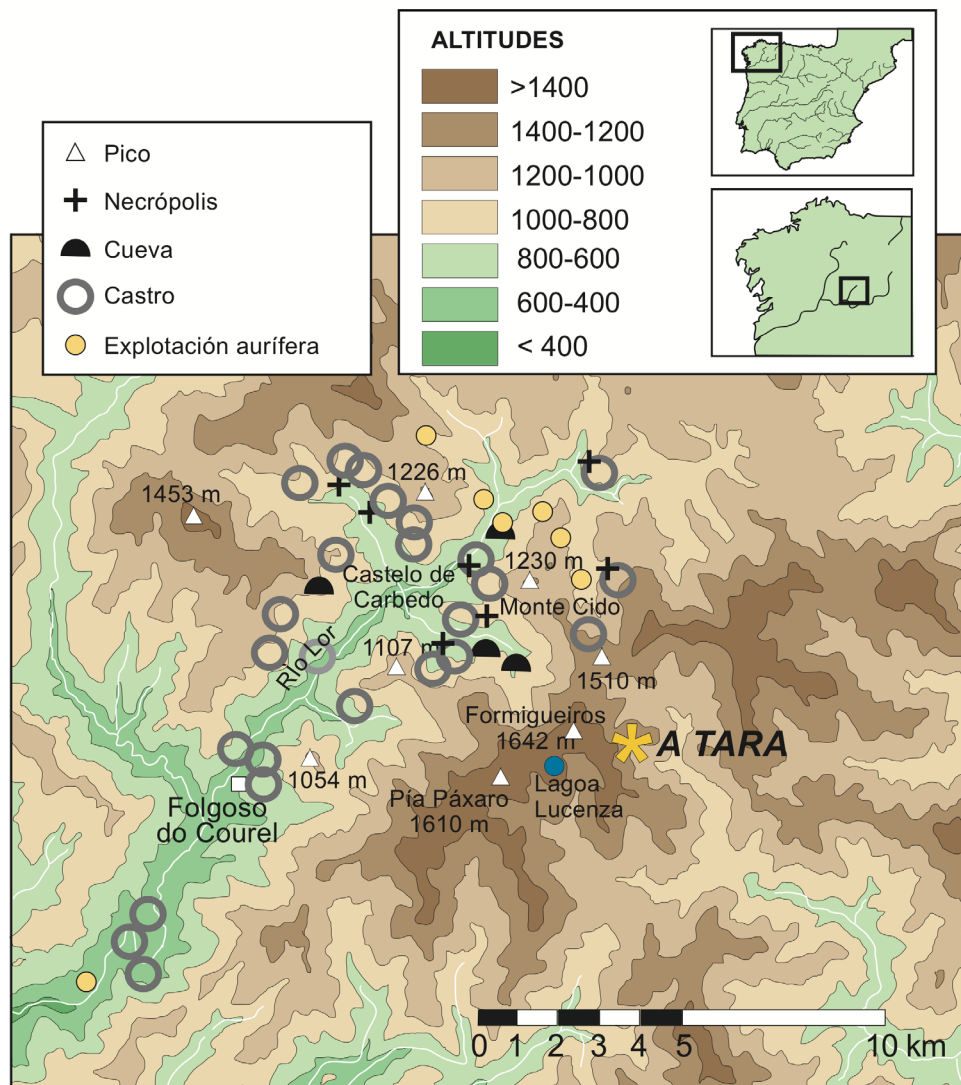 ALTITUDES
>1400
1400-1200
1200-1000
1000-800
800-600
600-400
< 400
Pico
Necrópolis
Cueva
Castro
Explotación aurífera
1226 m
1453 m
1230 m
Castelo de
Carbedo
Monte Cido
Río Lor
1107 m
1510 m
Formigueiros
1642 m
A TARA
1054 m
Lagoa
Lucenza
Pía Páxaro
1610 m
Folgoso
do Courel
0 1 2 3 4 5 10 km